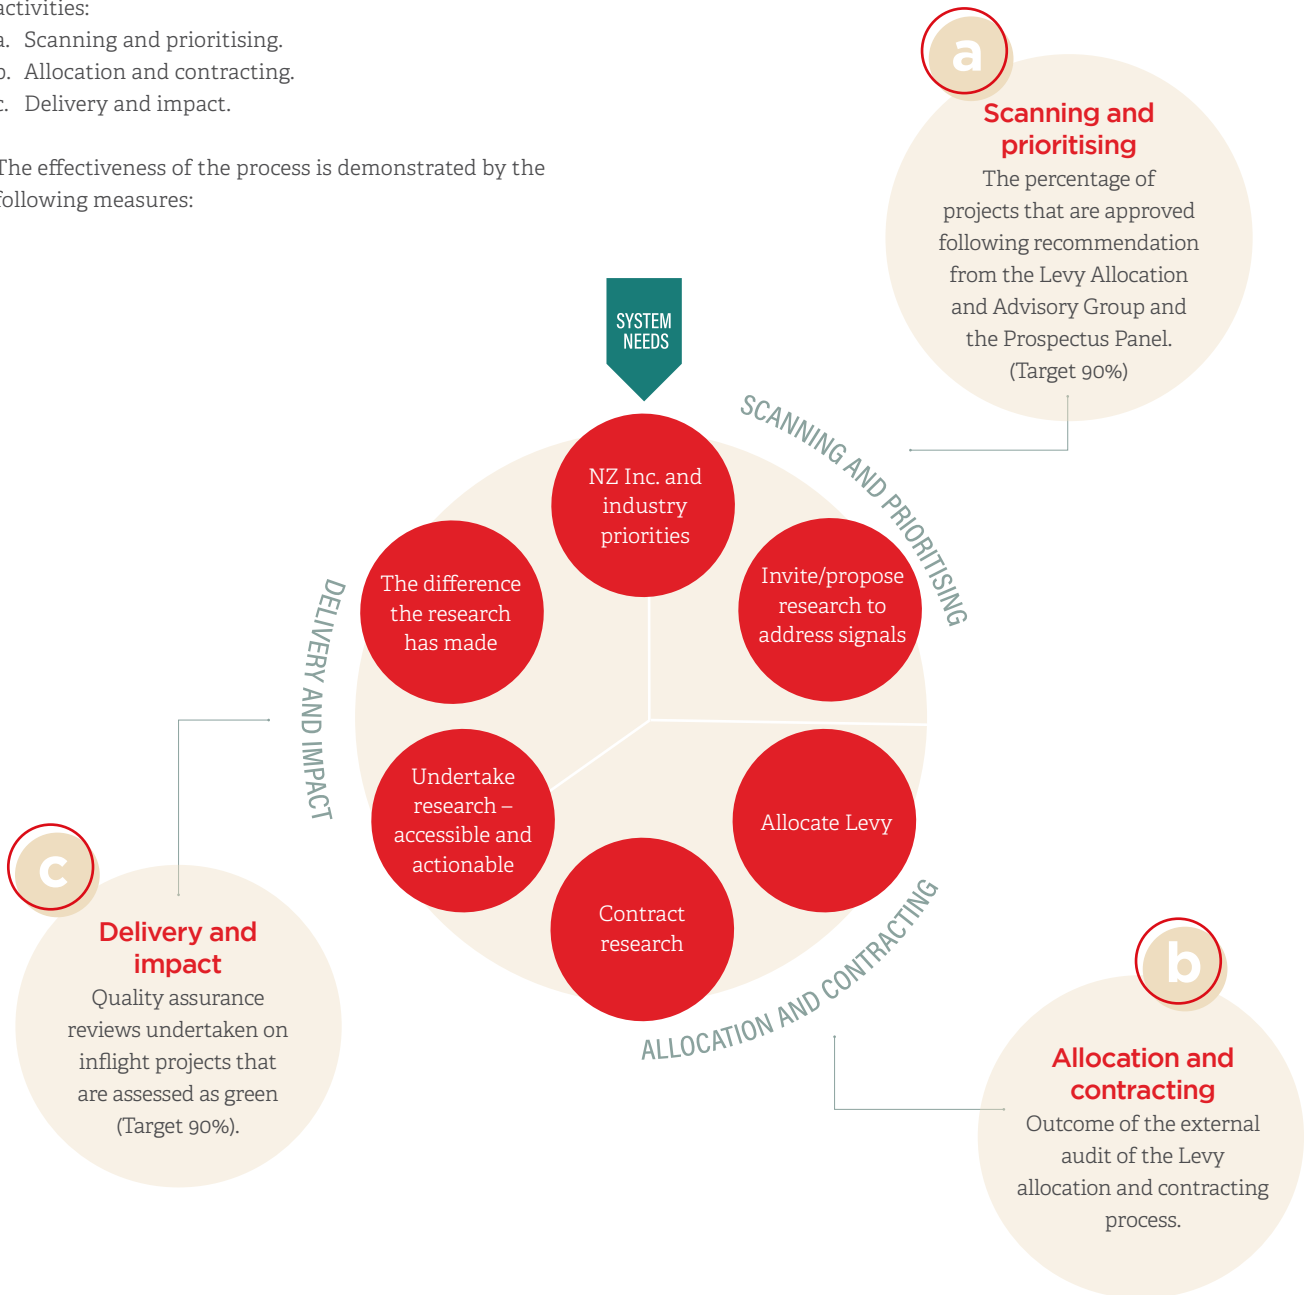 activities:
a. Scanning and prioritising.
b. Allocation and contracting.
c. Delivery and impact.
The effectiveness of the process is demonstrated by the
following measures:
a
Scanning and
prioritising
The percentage of
projects that are approved
following recommendation
from the Levy Allocation
and Advisory Group and
the Prospectus Panel.
(Target 90%)
SYSTEM
NEEDS
SCANNING AND PRIORITISING
NZ Inc. and
industry
priorities
Invite/propose
research to
address signals
Allocate Levy
ALLOCATION AND CONTRACTING
Contract
research
Undertake
research –
accessible and
actionable
The difference
the research
has made
DELIVERY AND IMPACT
c
Delivery and
impact
Quality assurance
reviews undertaken on
inflight projects that
are assessed as green
(Target 90%).
b
Allocation and
contracting
Outcome of the external
audit of the Levy
allocation and contracting
process.